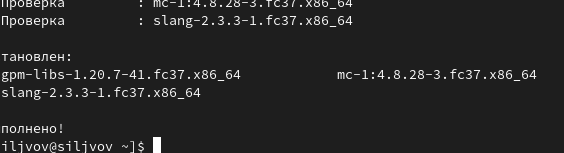 Проверка : mc-1:4.8.28-3.fc37.x86_64
Проверка : slang-2.3.3-1.fc37.x86_64
тановлен:
gpm-libs-1.20.7-41.fc37.x86_64 mc-1:4.8.28-3.fc37.x86_64
slang-2.3.3-1.fc37.x86_64
полнено!
iljvov@siljvov ~]$